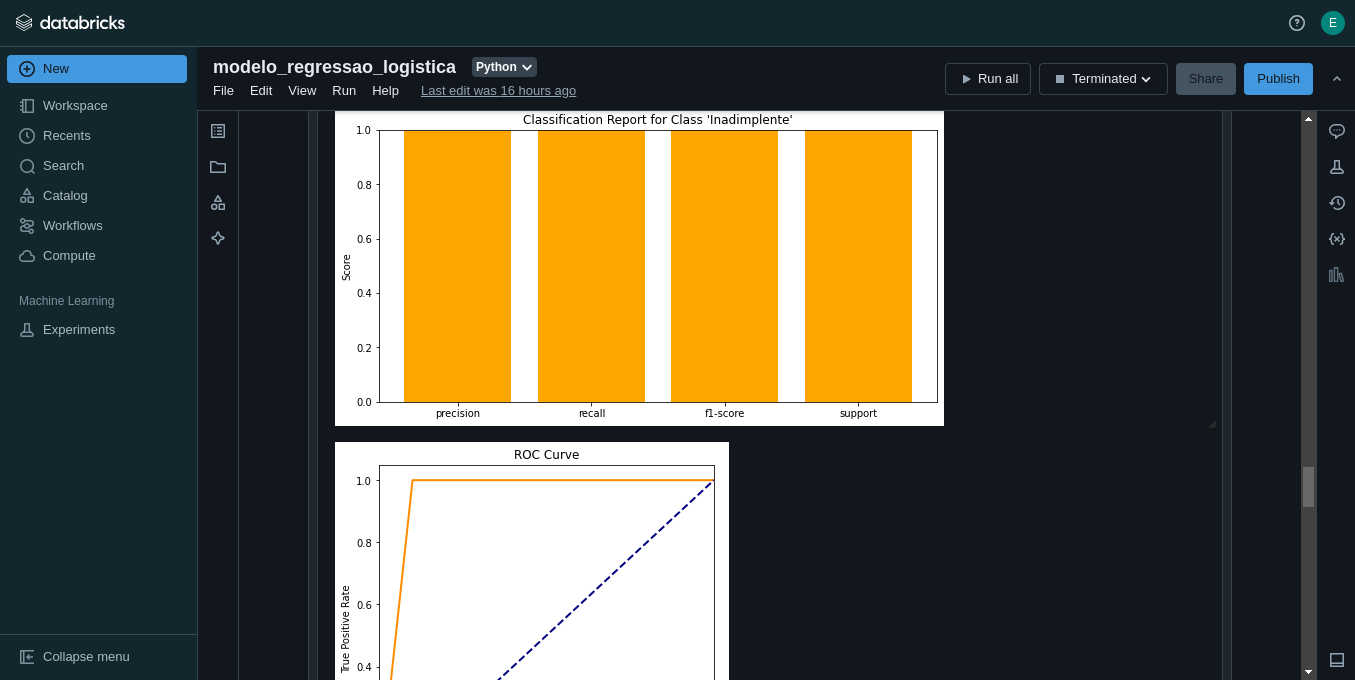 databricks
E
New
Workspace
Recents
Search
Catalog
Workflows
Compute
Machine Learning
Experiments
Collapse menu
modelo_regressao_logistica Python
File Edit View Run Help Last edit was 16 hours ago
Run all Terminated Share Publish
Classification Report for Class 'Inadimplente'
1.0
0.8
0.6
0.4
0.2
0.0
Score
precision recall f1-score support
ROC Curve
1.0
0.8
0.6
0.4
True Positive Rate